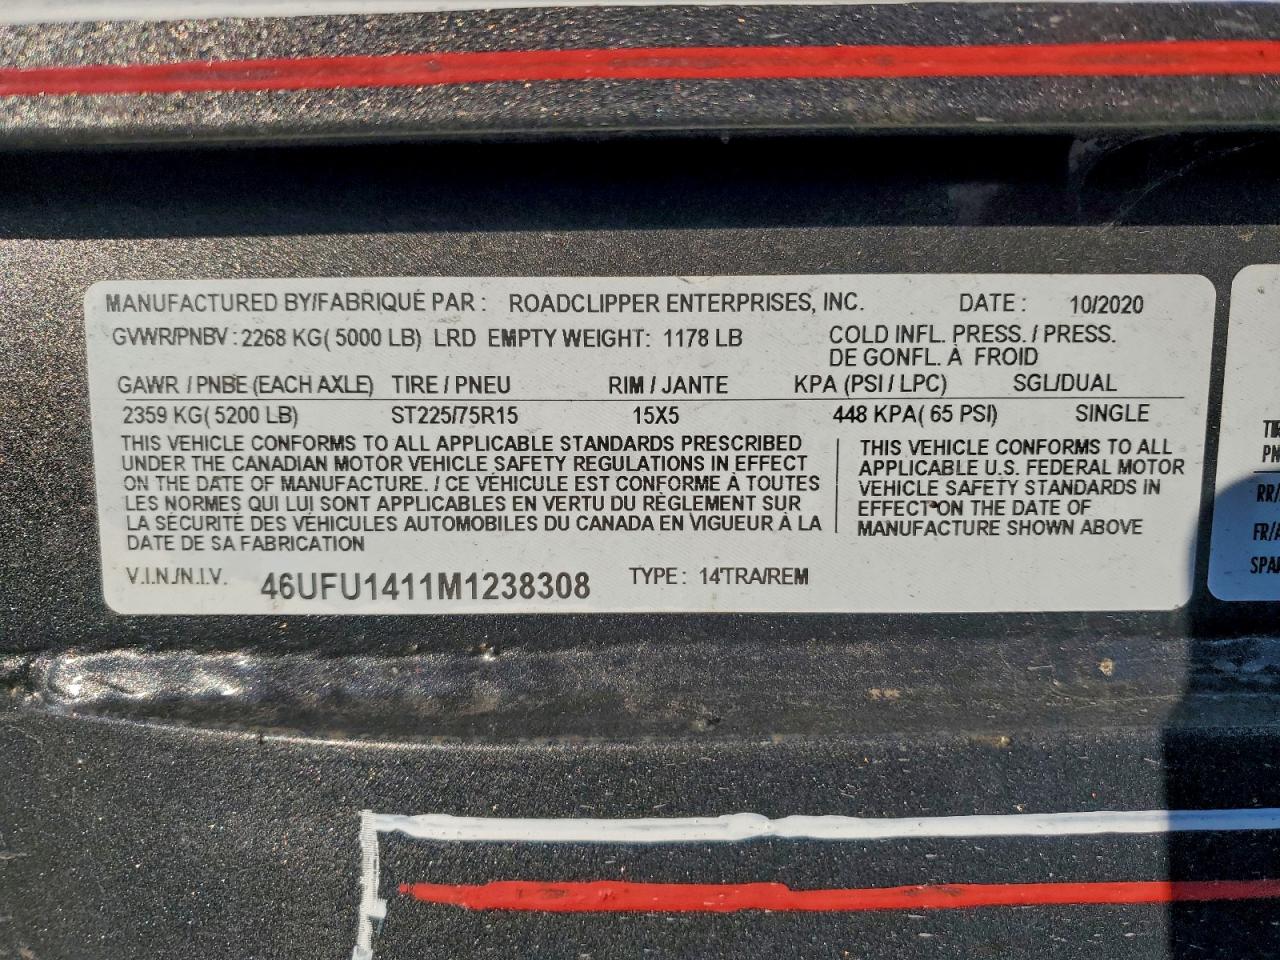 MANUFACTURED BY/FABRIQUÉ PAR : ROADCLIPPER ENTERPRISES, INC. DATE : 10/2020
GVWR/PNBV : 2268 KG( 5000 LB) LRD EMPTY WEIGHT: 1178 LB COLD INFL. PRESS. / PRESS.
DE GONFL. À FROID
GAWR / PNBE (EACH AXLE) TIRE / PNEU RIM / JANTE KPA (PSI / LPC) SGL/DUAL
2359 KG( 5200 LB) ST225/75R15 15X5 448 KPA( 65 PSI) SINGLE
THIS VEHICLE CONFORMS TO ALL APPLICABLE STANDARDS PRESCRIBED
UNDER THE CANADIAN MOTOR VEHICLE SAFETY REGULATIONS IN EFFECT
ON THE DATE OF MANUFACTURE. / CE VÉHICULE EST CONFORME À TOUTES
LES NORMES QUI LUI SONT APPLICABLES EN VERTU DU RÈGLEMENT SUR
LA SÉCURITÉ DES VÉHICULES AUTOMOBILES DU CANADA EN VIGUEUR À LA
DATE DE SA FABRICATION
THIS VEHICLE CONFORMS TO ALL
APPLICABLE U.S. FEDERAL MOTOR
VEHICLE SAFETY STANDARDS IN
EFFECT ON THE DATE OF
MANUFACTURE SHOWN ABOVE
V.I.N./N.I.V. 46UFU1411M1238308 TYPE : 14'TRA/REM
PN
RR/
FR/A
SPA